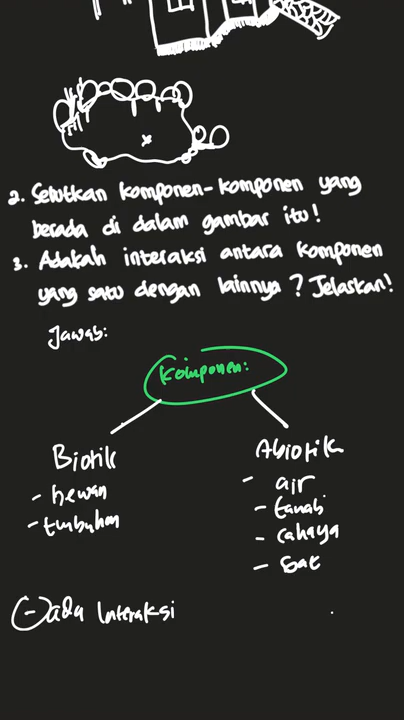 2. Sebutkan komponen-komponen yang
berada di dalam gambar itu!
3. Adakah interaksi antara komponen
yang satu dengan lainnya? Jelaskan!
Jawab:
Komponen:
Biotik
- hewan
- tumbuhan
Abiotik
- air
- tanah
- cahaya
- zat
- ada Interaksi